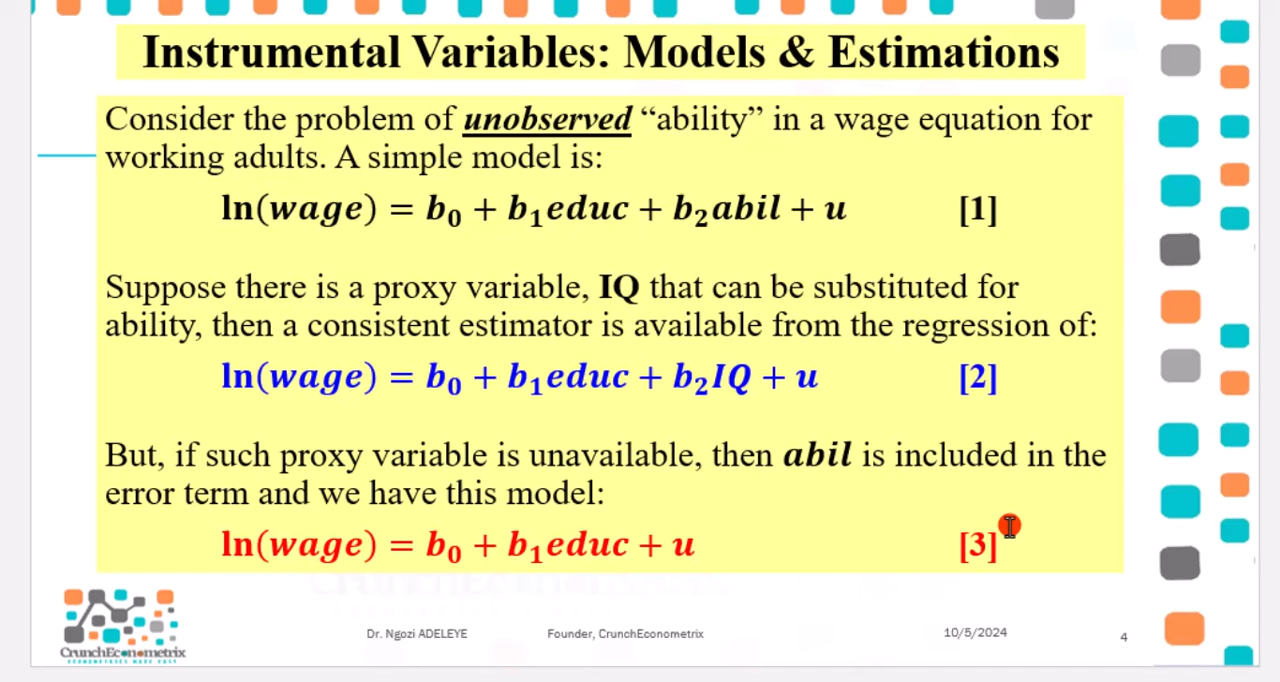 Instrumental Variables: Models & Estimations
Consider the problem of unobserved “ability” in a wage equation for
working adults. A simple model is:
ln(wage) = b₀ + b₁educ + b₂abil + u [1]
Suppose there is a proxy variable, IQ that can be substituted for
ability, then a consistent estimator is available from the regression of:
ln(wage) = b₀ + b₁educ + b₂IQ + u [2]
But, if such proxy variable is unavailable, then abil is included in the
error term and we have this model:
ln(wage) = b₀ + b₁educ + u [3]
CrunchEconometrix
ECONOMETRICS MADE EASY
Dr. Ngozi ADELEYE Founder, CrunchEconometrix 10/5/2024 4